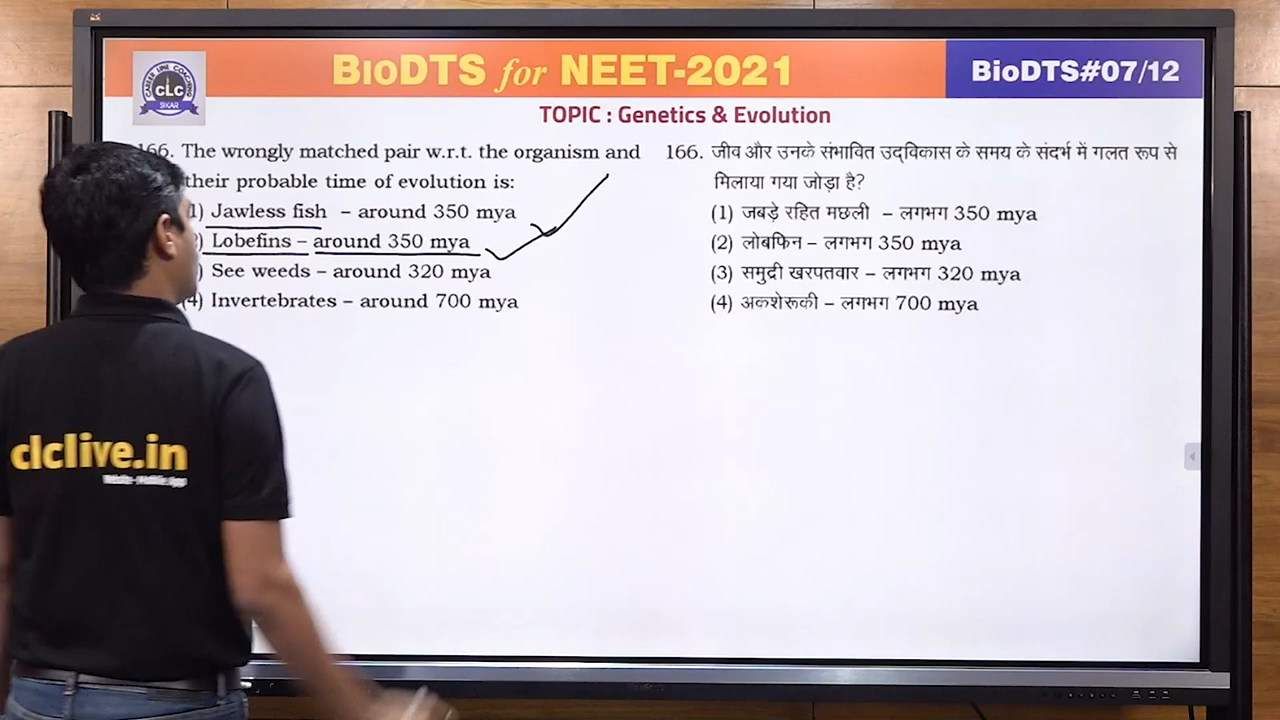 BioDTS for NEET-2021
BioDTS#07/12
CAREER LINE COACHING
CLC
SIKAR
TOPIC : Genetics & Evolution
166. The wrongly matched pair w.r.t. the organism and
their probable time of evolution is:
1) Jawless fish – around 350 mya
) Lobefins – around 350 mya
) See weeds – around 320 mya
(4) Invertebrates – around 700 mya
166. जीव और उनके संभावित उद्विकास के समय के संदर्भ में गलत रूप से
मिलाया गया जोड़ा है?
(1) जबड़े रहित मछली – लगभग 350 mya
(2) लोबफिन – लगभग 350 mya
(3) समुद्री खरपतवार – लगभग 320 mya
(4) अकशेरूकी – लगभग 700 mya
clclive.in